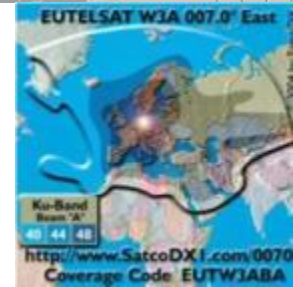 EUTELSAT W3A 007.0° East
Ku-Band
Beam "A"
40 44 48
http://www.SatcoDX1.com/0070
Coverage Code EUTW3ABA